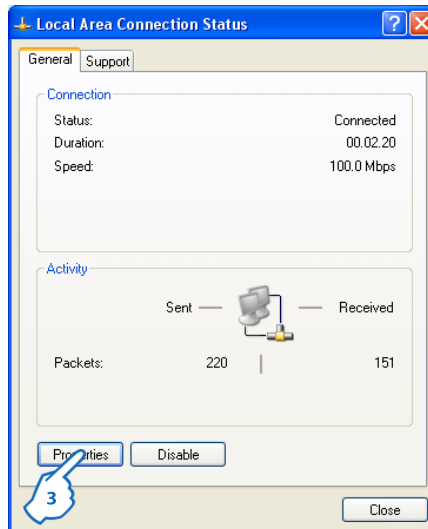 Local Area Connection Status
General Support
Connection
Status: Connected
Duration: 00.02.20
Speed: 100.0 Mbps
Activity
Sent — — Received
Packets: 220 | 151
Properties Disable
3
Close